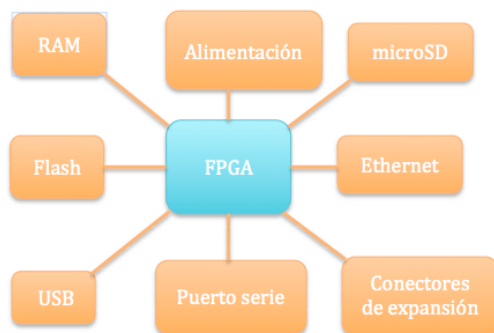 RAM
Alimentación
microSD
Flash
FPGA
Ethernet
USB
Puerto serie
Conectores
de expansión